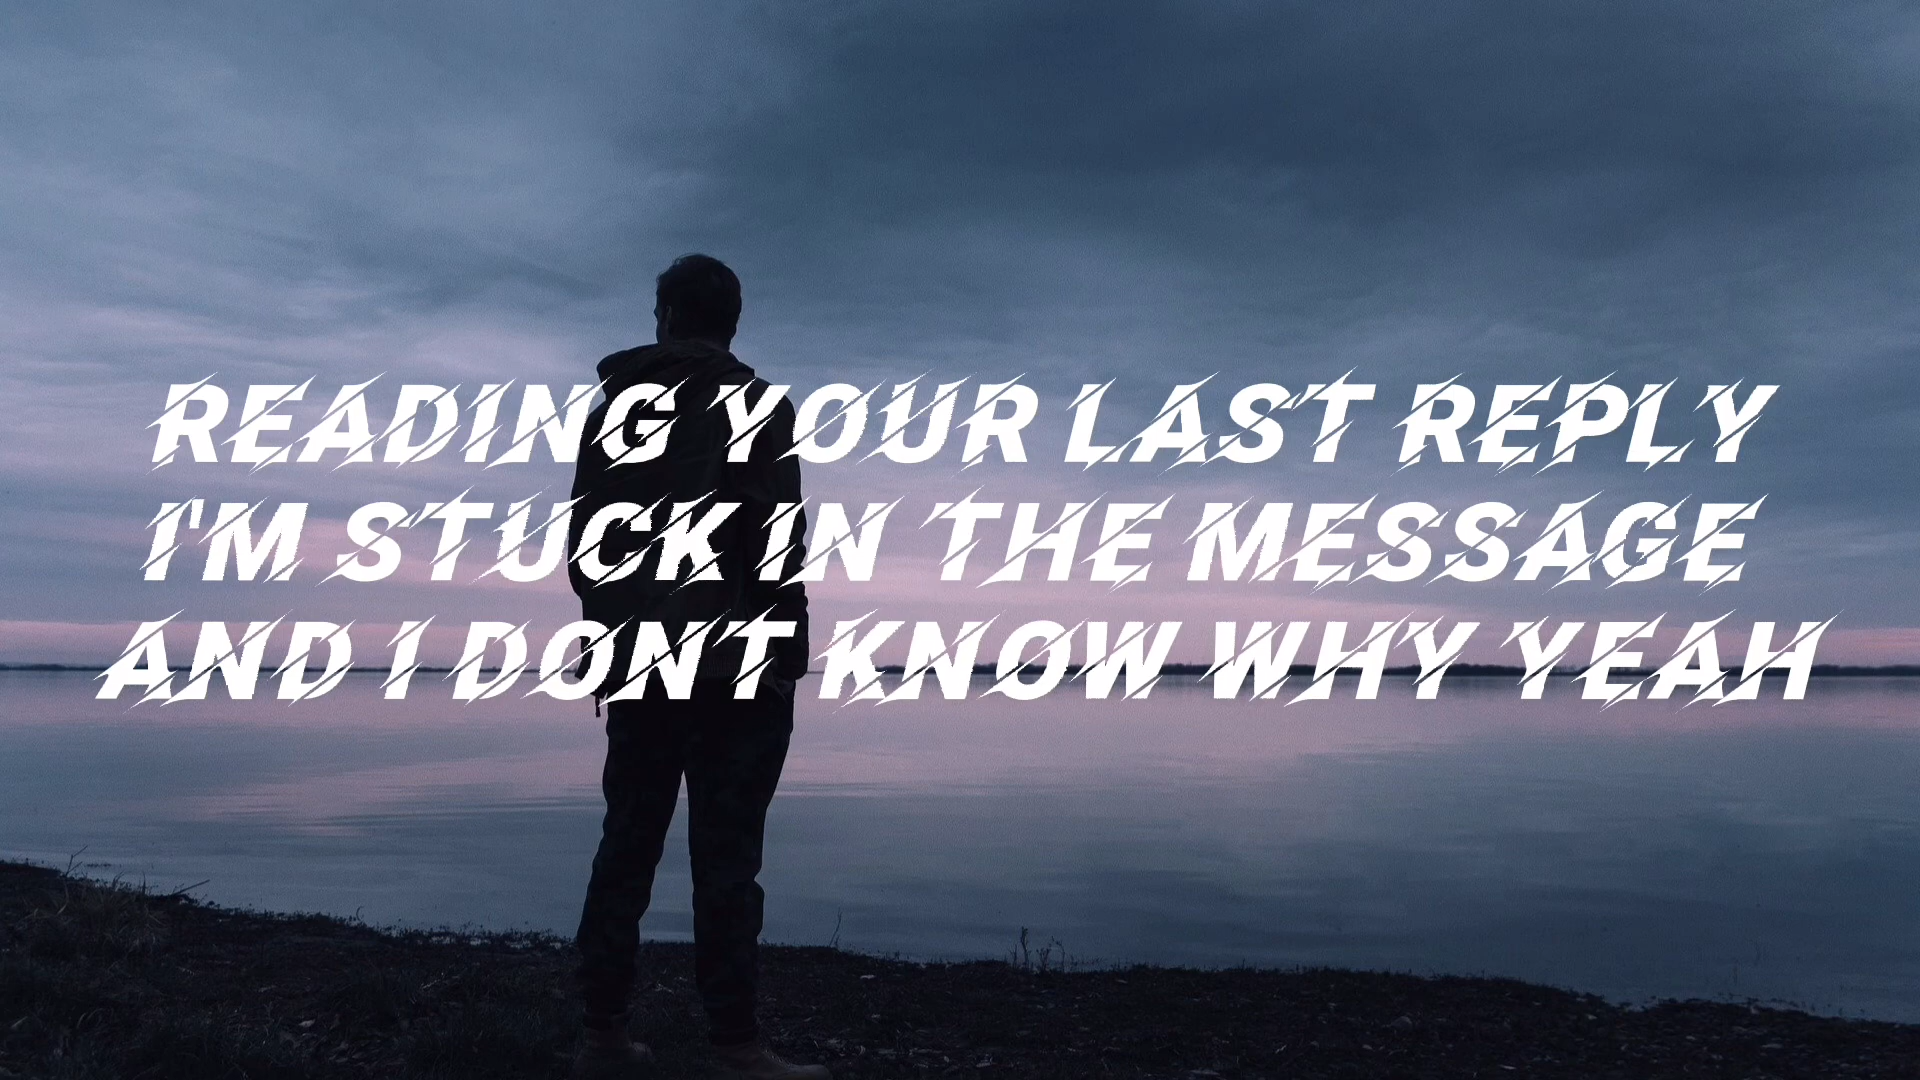 READING YOUR LAST REPLY
I'M STUCK IN THE MESSAGE
AND I DON'T KNOW WHY YEAH